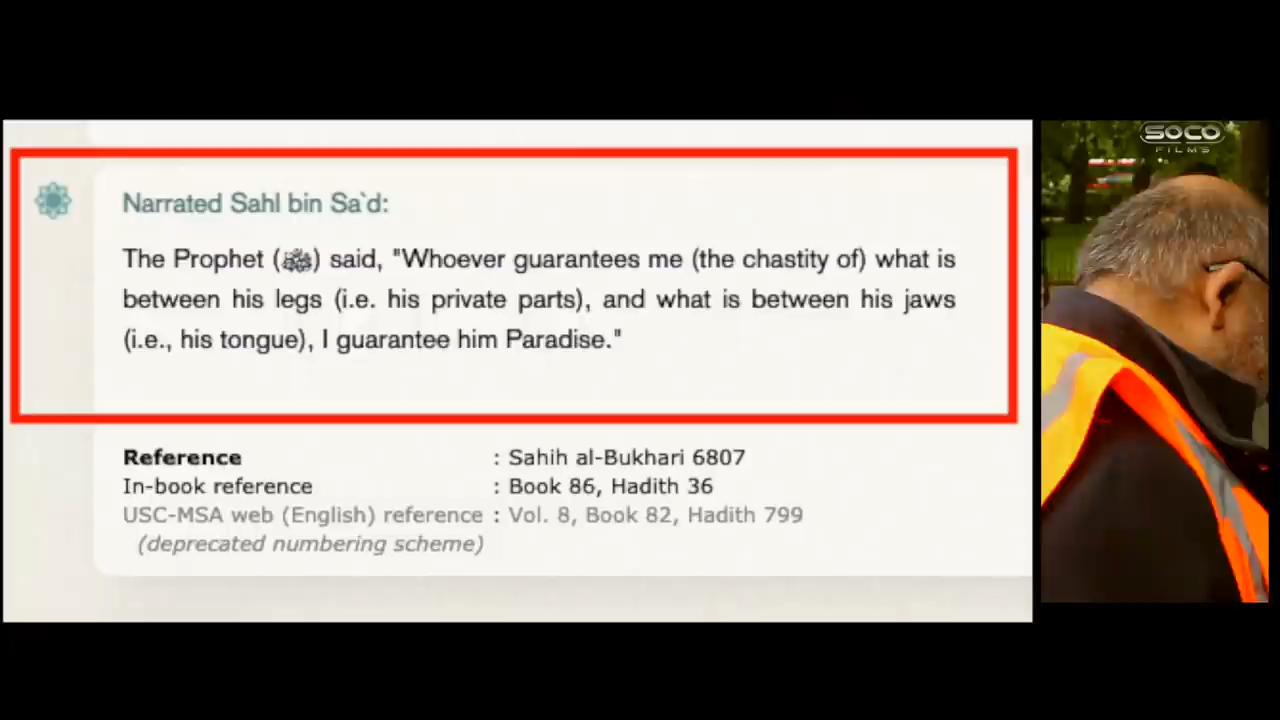 SOCO
FILMS
Narrated Sahl bin Sa`d:
The Prophet (ﷺ) said, "Whoever guarantees me (the chastity of) what is
between his legs (i.e. his private parts), and what is between his jaws
(i.e., his tongue), I guarantee him Paradise."
Reference : Sahih al-Bukhari 6807
In-book reference : Book 86, Hadith 36
USC-MSA web (English) reference : Vol. 8, Book 82, Hadith 799
(deprecated numbering scheme)